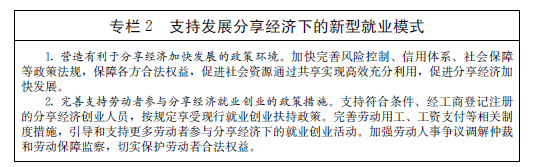 专栏2 支持发展分享经济下的新型就业模式
1. 营造有利于分享经济加快发展的政策环境。加快完善风险控制、信用体系、社会保障
等政策法规，保障各方合法权益，促进社会资源通过共享实现高效充分利用，促进分享经济加
快发展。
2. 完善支持劳动者参与分享经济就业创业的政策措施。支持符合条件、经工商登记注册
的分享经济创业人员，按规定享受现行就业创业扶持政策。完善劳动用工、工资支付等相关制
度措施，引导和支持更多劳动者参与分享经济下的就业创业活动。加强劳动人事争议调解仲裁
和劳动保障监察，切实保护劳动者合法权益。